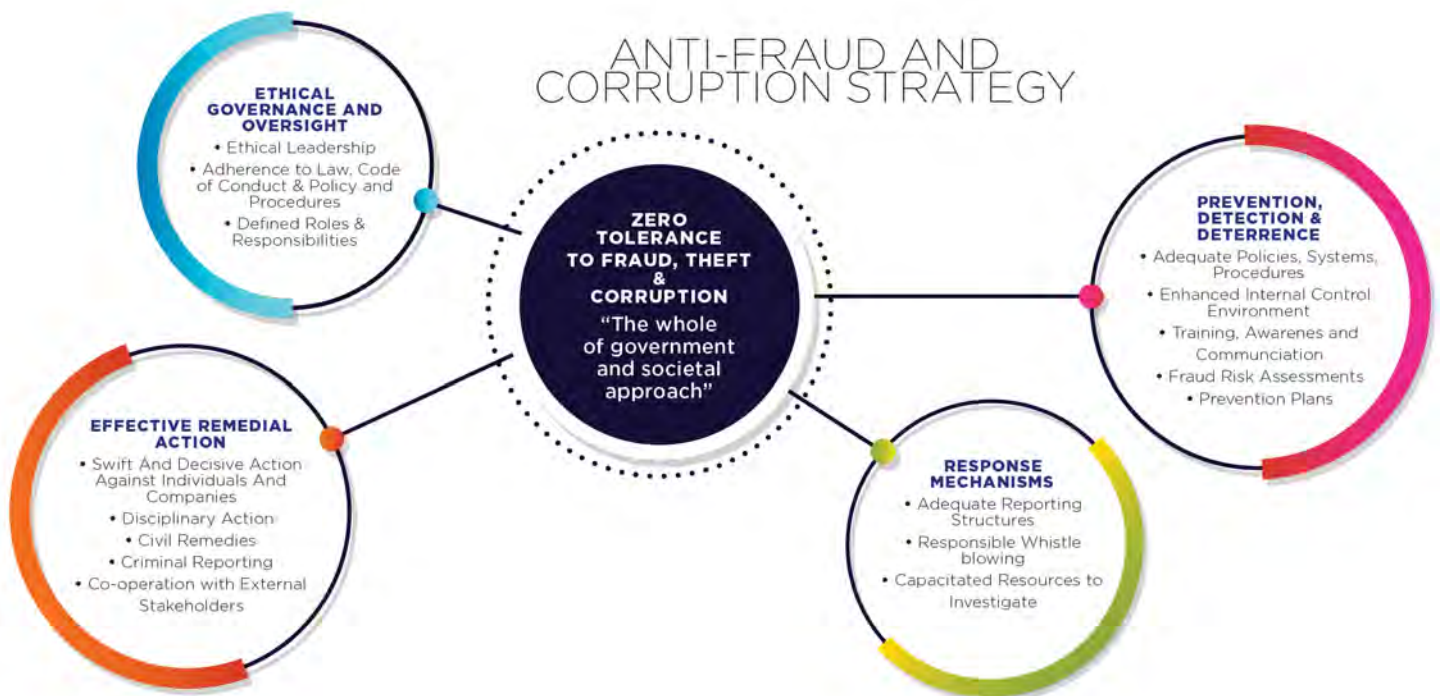 ANTI-FRAUD AND
CORRUPTION STRATEGY
ETHICAL
GOVERNANCE AND
OVERSIGHT
• Ethical Leadership
• Adherence to Law, Code
of Conduct & Policy and
Procedures
• Defined Roles &
Responsibilities
ZERO
TOLERANCE
TO FRAUD, THEFT
&
CORRUPTION
“The whole
of government
and societal
approach”
PREVENTION,
DETECTION &
DETERRENCE
• Adequate Policies, Systems,
Procedures
• Enhanced Internal Control
Environment
• Training, Awarenes and
Communciation
• Fraud Risk Assessments
• Prevention Plans
EFFECTIVE REMEDIAL
ACTION
• Swift And Decisive Action
Against Individuals And
Companies
• Disciplinary Action
• Civil Remedies
• Criminal Reporting
• Co-operation with External
Stakeholders
RESPONSE
MECHANISMS
• Adequate Reporting
Structures
• Responsible Whistle
blowing
• Capacitated Resources to
Investigate